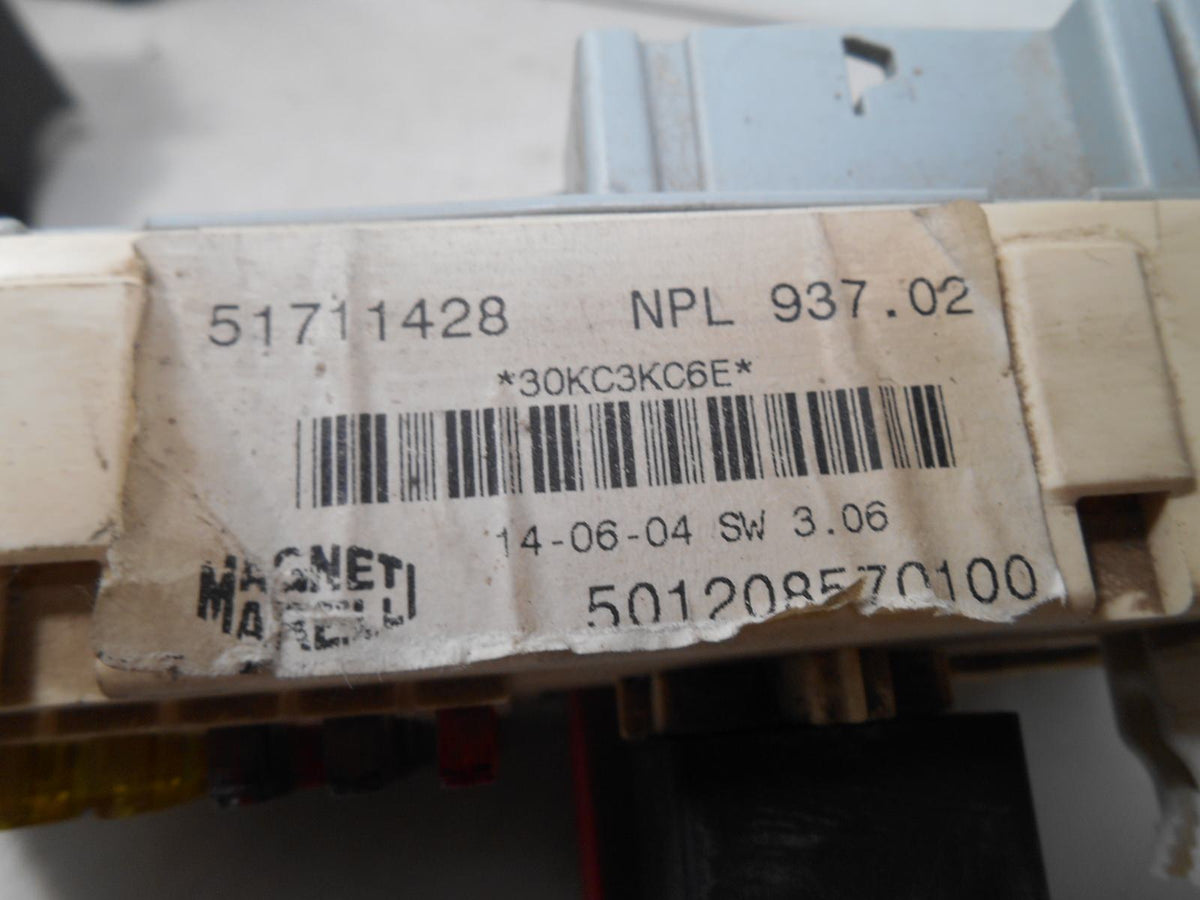 51711428 NPL 937.02
*30KC3KC6E*
14-06-04 SW 3.06
MAGNETI
MARELLI
501208570100